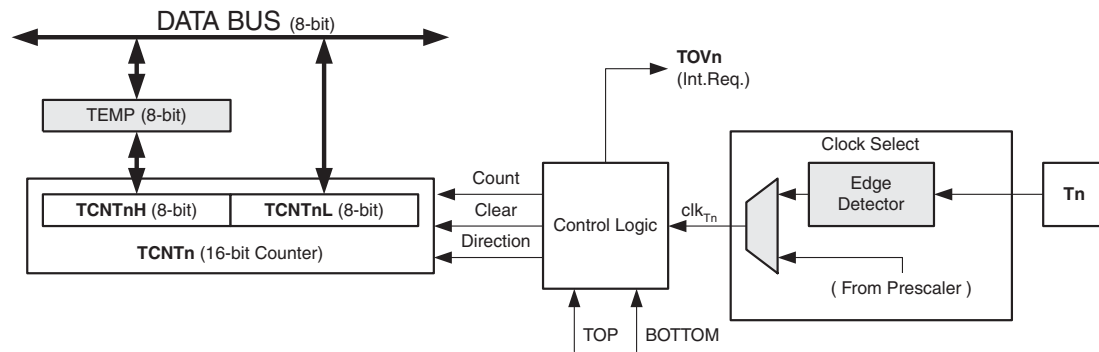 DATA BUS (8-bit)
TOVn
(Int.Req.)
TEMP (8-bit)
Clock Select
Count
Edge
Detector
Tn
TCNTnH (8-bit) TCNTnL (8-bit)
Clear
Control Logic
clkTn
TCNTn (16-bit Counter)
Direction
( From Prescaler )
TOP
BOTTOM